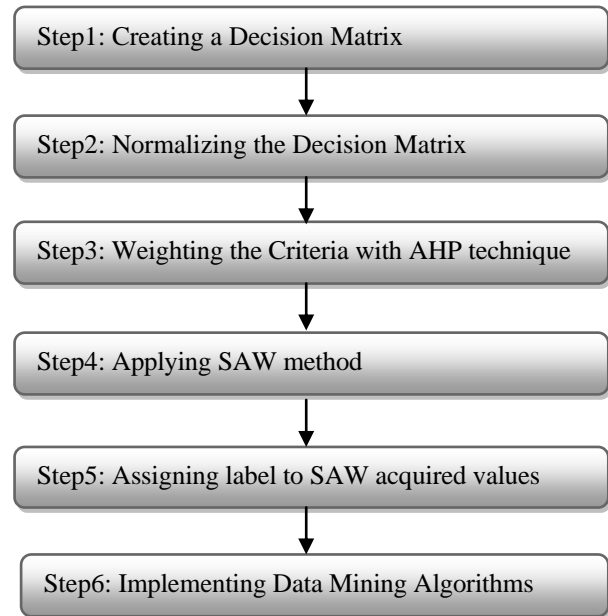 Step1: Creating a Decision Matrix
Step2: Normalizing the Decision Matrix
Step3: Weighting the Criteria with AHP technique
Step4: Applying SAW method
Step5: Assigning label to SAW acquired values
Step6: Implementing Data Mining Algorithms